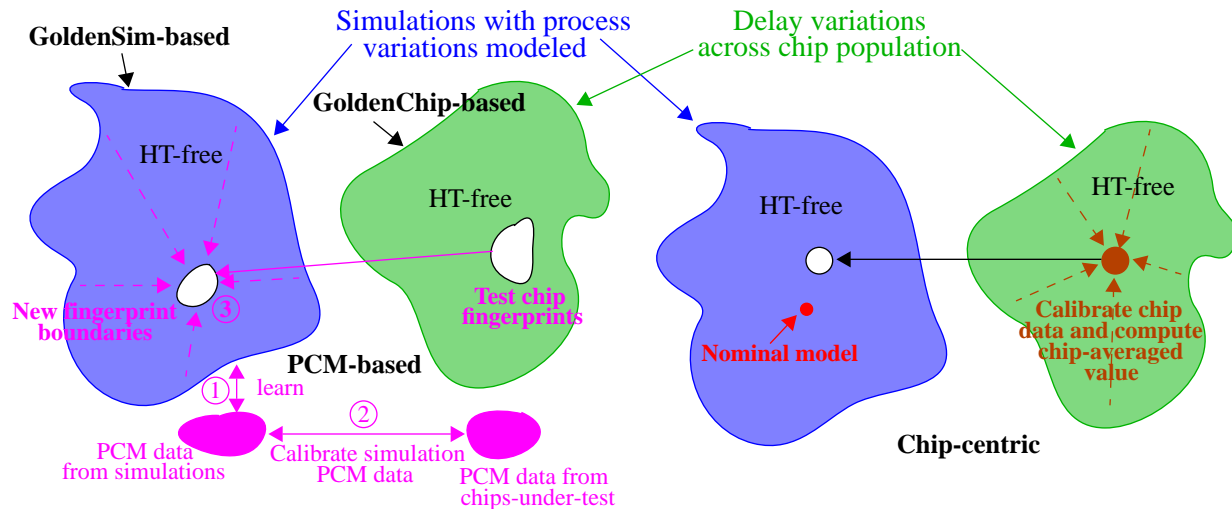 GoldenSim-based
Simulations with process
variations modeled
Delay variations
across chip population
GoldenChip-based
HT-free
HT-free
HT-free
HT-free
New fingerprint
boundaries
③
Test chip
fingerprints
Nominal model
Calibrate chip
data and compute
chip-averaged
value
PCM-based
①
learn
②
PCM data
from simulations
Calibrate simulation
PCM data
PCM data from
chips-under-test
Chip-centric